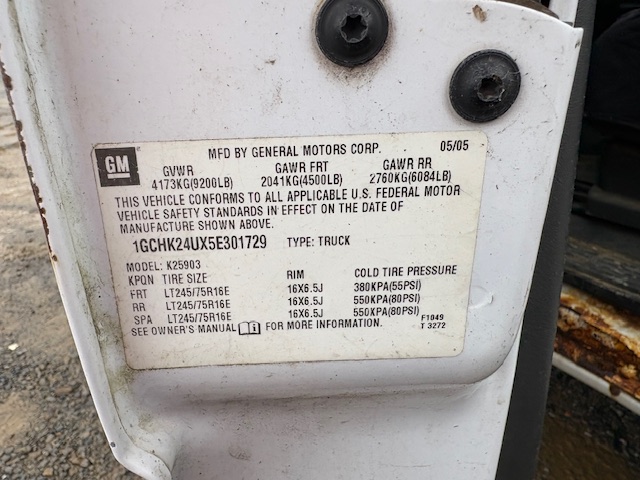 MFD BY GENERAL MOTORS CORP. 05/05
GM
GVWR GAWR FRT GAWR RR
4173KG(9200LB) 2041KG(4500LB) 2760KG(6084LB)
THIS VEHICLE CONFORMS TO ALL APPLICABLE U.S. FEDERAL MOTOR
VEHICLE SAFETY STANDARDS IN EFFECT ON THE DATE OF
MANUFACTURE SHOWN ABOVE.
1GCHK24UX5E301729 TYPE: TRUCK
MODEL: K25903
KPQN TIRE SIZE RIM COLD TIRE PRESSURE
FRT LT245/75R16E 16X6.5J 380KPA(55PSI)
RR LT245/75R16E 16X6.5J 550KPA(80PSI)
SPA LT245/75R16E 16X6.5J 550KPA(80PSI)
SEE OWNER'S MANUAL FOR MORE INFORMATION. F1049
T 3272